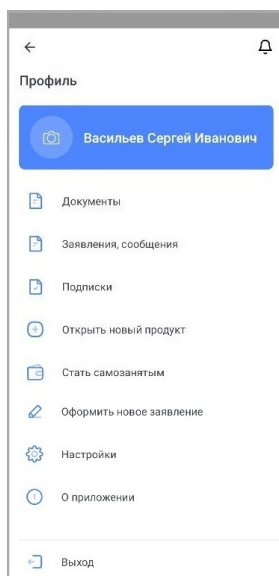 Профиль
Васильев Сергей Иванович
Документы
Заявления, сообщения
Подписки
Открыть новый продукт
Стать самозанятым
Оформить новое заявление
Настройки
О приложении
Выход